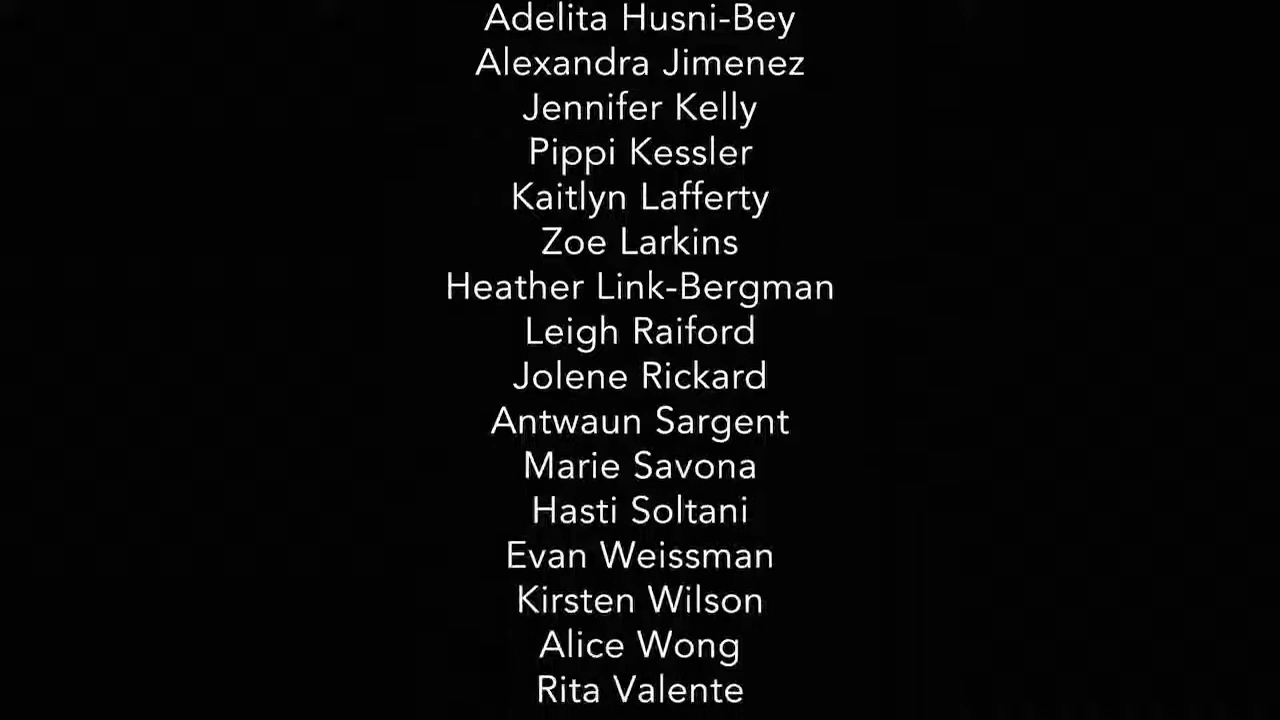 Adelita Husni-Bey
Alexandra Jimenez
Jennifer Kelly
Pippi Kessler
Kaitlyn Lafferty
Zoe Larkins
Heather Link-Bergman
Leigh Raiford
Jolene Rickard
Antwaun Sargent
Marie Savona
Hasti Soltani
Evan Weissman
Kirsten Wilson
Alice Wong
Rita Valente